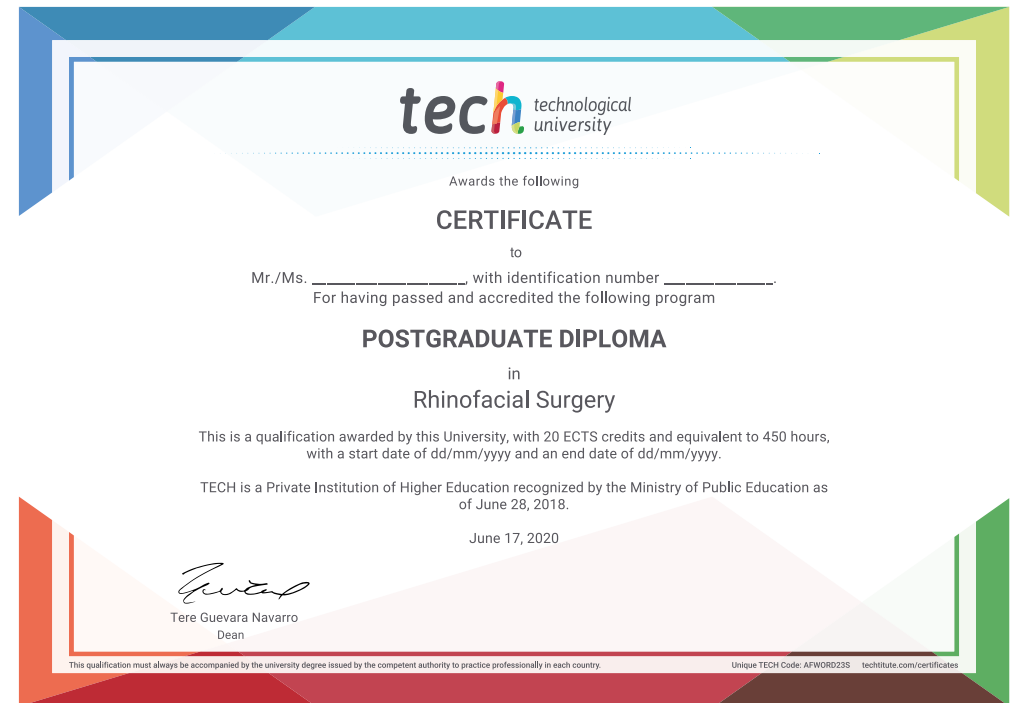 tech technological
university
Awards the following
CERTIFICATE
to
Mr./Ms. ____________________, with identification number ______________.
For having passed and accredited the following program
POSTGRADUATE DIPLOMA
in
Rhinofacial Surgery
This is a qualification awarded by this University, with 20 ECTS credits and equivalent to 450 hours,
with a start date of dd/mm/yyyy and an end date of dd/mm/yyyy.
TECH is a Private Institution of Higher Education recognized by the Ministry of Public Education as
of June 28, 2018.
June 17, 2020
Tere Guevara Navarro
Dean
This qualification must always be accompanied by the university degree issued by the competent authority to practice professionally in each country.
Unique TECH Code: AFWORD23S techtitute.com/certificates